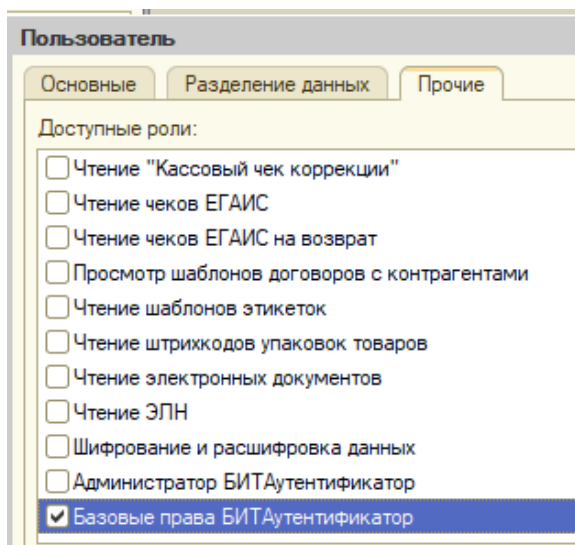 Пользователь
Основные Разделение данных Прочие
Доступные роли:
Чтение "Кассовый чек коррекции"
Чтение чеков ЕГАИС
Чтение чеков ЕГАИС на возврат
Просмотр шаблонов договоров с контрагентами
Чтение шаблонов этикеток
Чтение штрихкодов упаковок товаров
Чтение электронных документов
Чтение ЭЛН
Шифрование и расшифровка данных
Администратор БИТАутентификатор
Базовые права БИТАутентификатор